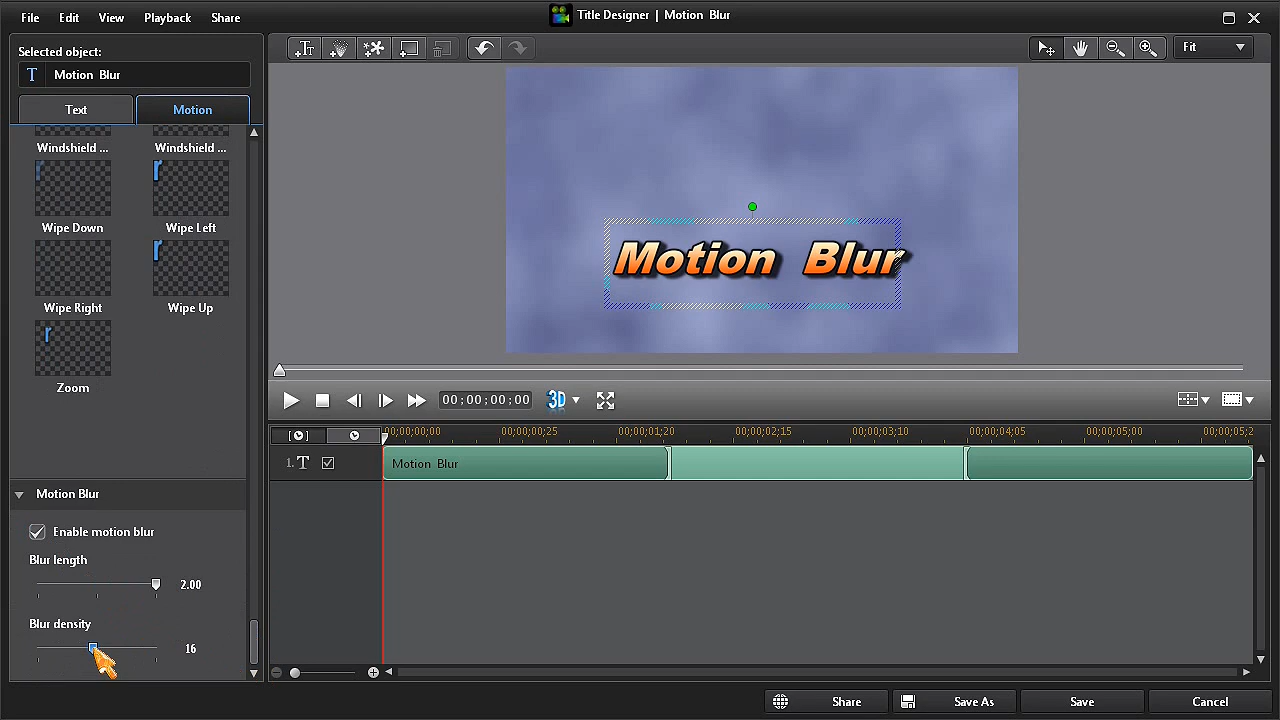 File Edit View Playback Share
Title Designer | Motion Blur
Selected object:
T Motion Blur
Text Motion
Fit
Windshield ... Windshield ...
Wipe Down Wipe Left
Wipe Right Wipe Up
Zoom
Motion Blur
00;00;00;00 3D
00;00;00;00 00;00;00;25 00;00;01;20 00;00;02;15 00;00;03;10 00;00;04;05 00;00;05;00 00;00;05;2
1. T Motion Blur
Motion Blur
Enable motion blur
Blur length
2.00
Blur density
16
Share Save As Save Cancel